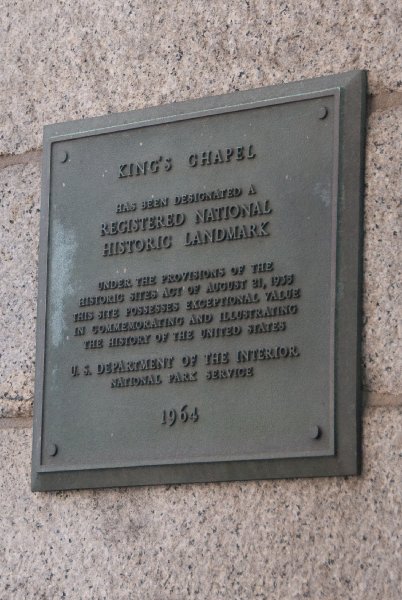 KING'S CHAPEL
HAS BEEN DESIGNATED A
REGISTERED NATIONAL
HISTORIC LANDMARK
UNDER THE PROVISIONS OF THE
HISTORIC SITES ACT OF AUGUST 21, 1935
THIS SITE POSSESSES EXCEPTIONAL VALUE
IN COMMEMORATING AND ILLUSTRATING
THE HISTORY OF THE UNITED STATES
U. S. DEPARTMENT OF THE INTERIOR
NATIONAL PARK SERVICE
1964